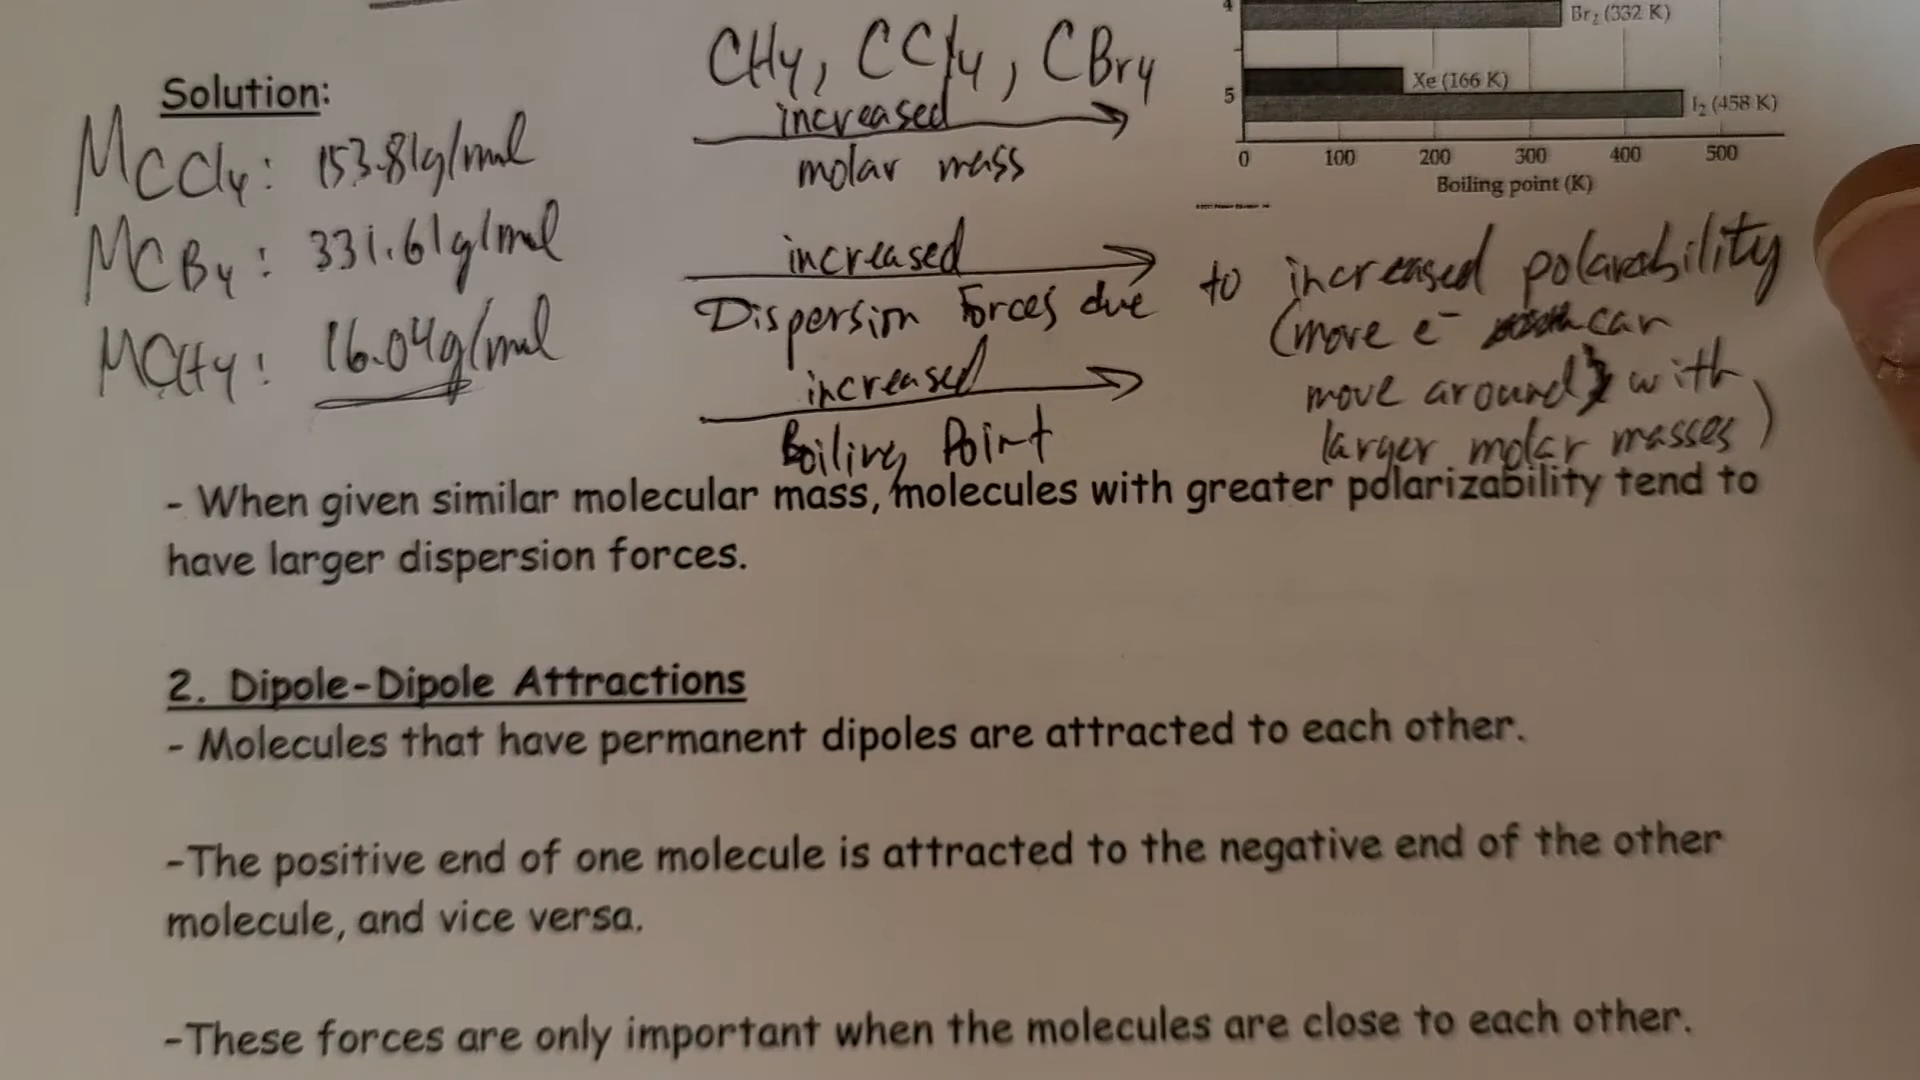 4
Br₂ (332 K)
CH4, CCl4, CBr4
Solution:
increased
Xe (166 K)
5
I₂ (458 K)
MCCl4: 153.81g/mol
molar mass
0 100 200 300 400 500
Boiling point (K)
MCB4: 331.61g/mol
increased
to increased polarability
Dispersion Forces due
(more e⁻ can
MCH4: 16.04g/mol
increased
move around with
Boiling Point
larger molar masses)
- When given similar molecular mass, molecules with greater polarizability tend to
have larger dispersion forces.
2. Dipole-Dipole Attractions
- Molecules that have permanent dipoles are attracted to each other.
-The positive end of one molecule is attracted to the negative end of the other
molecule, and vice versa.
-These forces are only important when the molecules are close to each other.